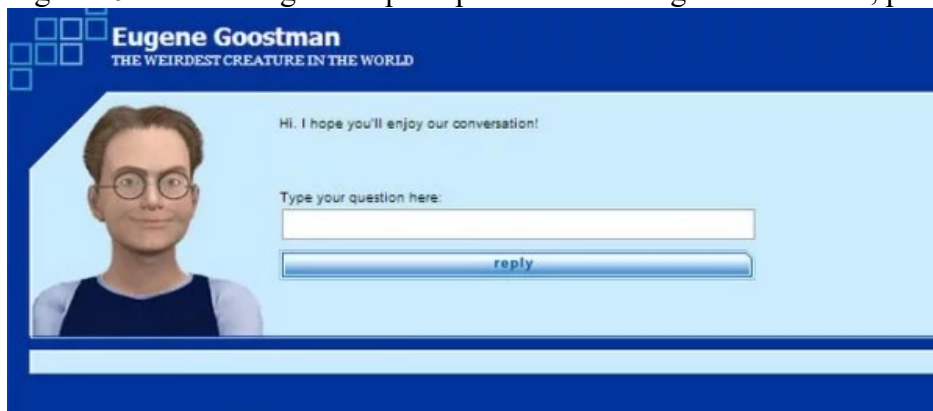 Eugene Goostman
THE WEIRDEST CREATURE IN THE WORLD
Hi. I hope you'll enjoy our conversation!
Type your question here:
reply